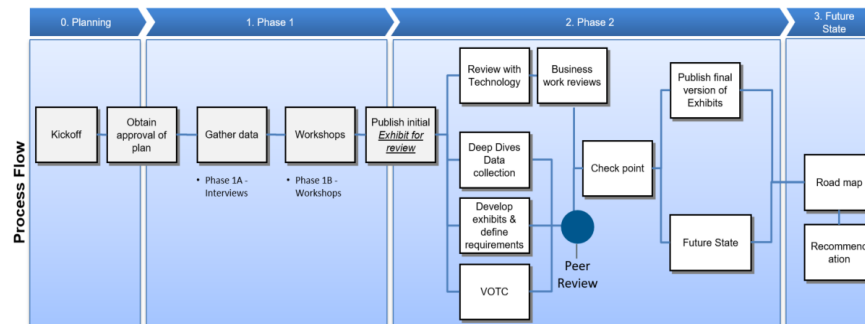 0. Planning
1. Phase 1
2. Phase 2
3. Future
State
Process Flow
Kickoff
Obtain
approval of
plan
Gather data
• Phase 1A -
Interviews
Workshops
• Phase 1B -
Workshops
Publish initial
Exhibit for
review
Review with
Technology
Business
work reviews
Deep Dives
Data
collection
Develop
exhibits &
define
requirements
VOTC
Peer
Review
Check point
Publish final
version of
Exhibits
Future State
Road map
Recommend
ation